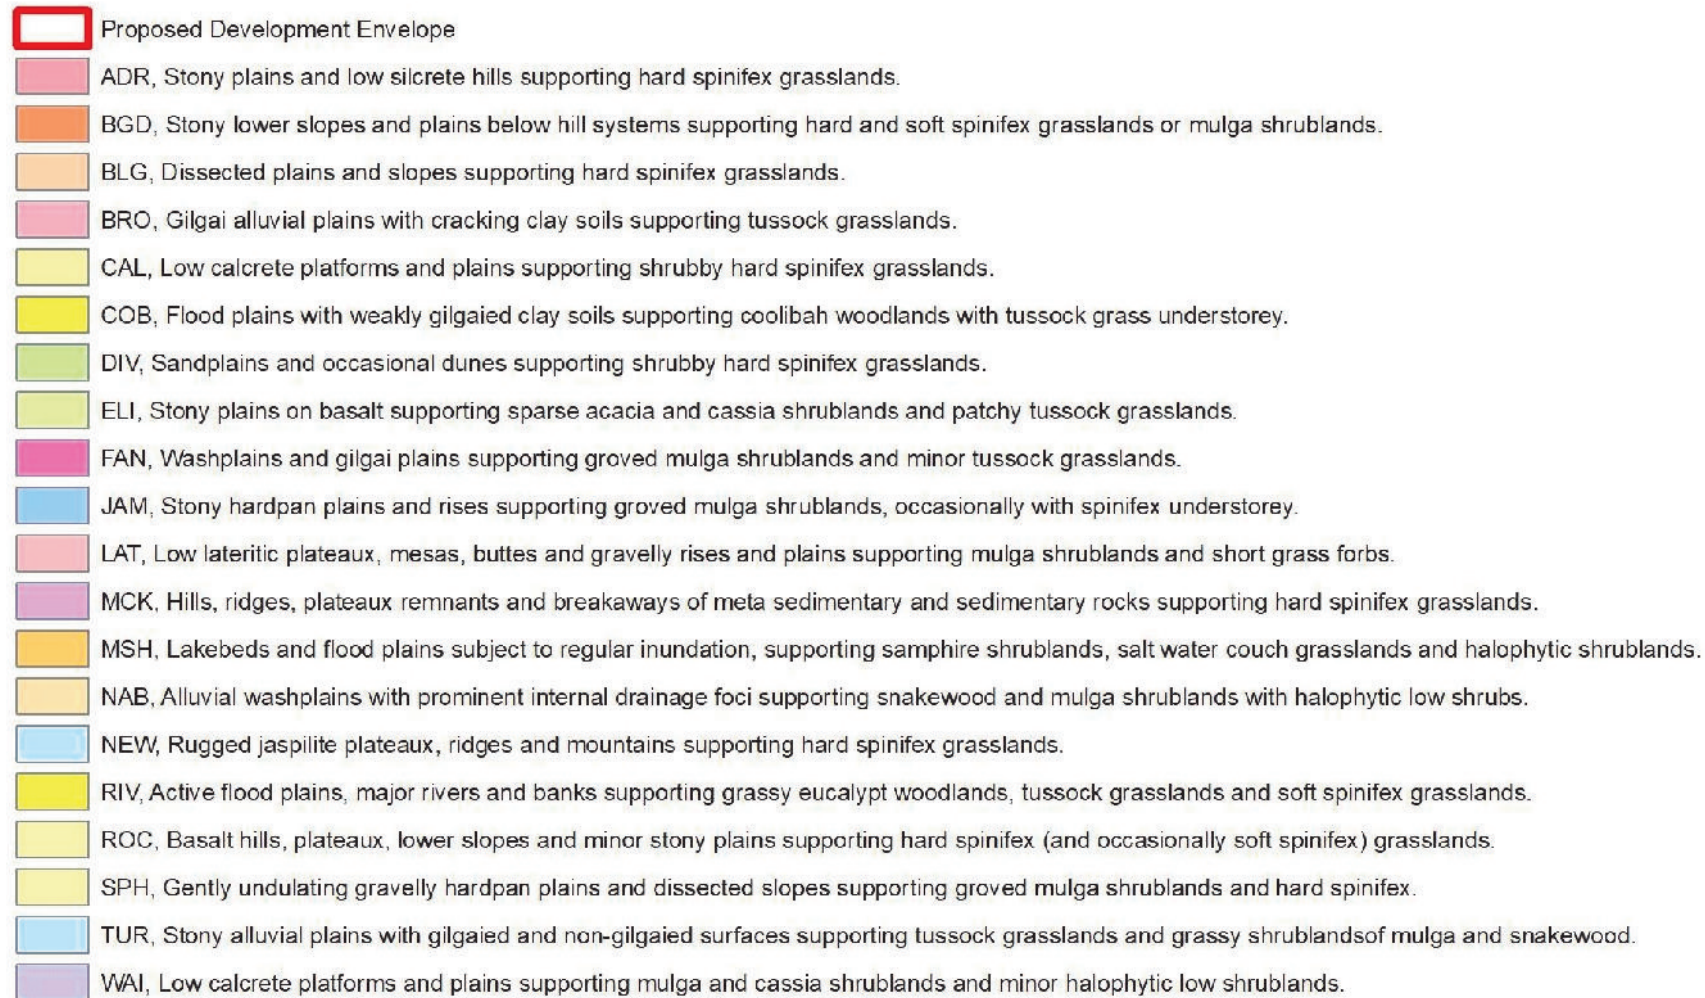 Proposed Development Envelope
ADR, Stony plains and low silcrete hills supporting hard spinifex grasslands.
BGD, Stony lower slopes and plains below hill systems supporting hard and soft spinifex grasslands or mulga shrublands.
BLG, Dissected plains and slopes supporting hard spinifex grasslands.
BRO, Gilgai alluvial plains with cracking clay soils supporting tussock grasslands.
CAL, Low calcrete platforms and plains supporting shrubby hard spinifex grasslands.
COB, Flood plains with weakly gilgaied clay soils supporting coolibah woodlands with tussock grass understorey.
DIV, Sandplains and occasional dunes supporting shrubby hard spinifex grasslands.
ELI, Stony plains on basalt supporting sparse acacia and cassia shrublands and patchy tussock grasslands.
FAN, Washplains and gilgai plains supporting groved mulga shrublands and minor tussock grasslands.
JAM, Stony hardpan plains and rises supporting groved mulga shrublands, occasionally with spinifex understorey.
LAT, Low lateritic plateaux, mesas, buttes and gravelly rises and plains supporting mulga shrublands and short grass forbs.
MCK, Hills, ridges, plateaux remnants and breakaways of meta sedimentary and sedimentary rocks supporting hard spinifex grasslands.
MSH, Lakebeds and flood plains subject to regular inundation, supporting samphire shrublands, salt water couch grasslands and halophytic shrublands.
NAB, Alluvial washplains with prominent internal drainage foci supporting snakewood and mulga shrublands with halophytic low shrubs.
NEW, Rugged jaspilite plateaux, ridges and mountains supporting hard spinifex grasslands.
RIV, Active flood plains, major rivers and banks supporting grassy eucalypt woodlands, tussock grasslands and soft spinifex grasslands.
ROC, Basalt hills, plateaux, lower slopes and minor stony plains supporting hard spinifex (and occasionally soft spinifex) grasslands.
SPH, Gently undulating gravelly hardpan plains and dissected slopes supporting groved mulga shrublands and hard spinifex.
TUR, Stony alluvial plains with gilgaied and non-gilgaied surfaces supporting tussock grasslands and grassy shrublandsof mulga and snakewood.
WAI, Low calcrete platforms and plains supporting mulga and cassia shrublands and minor halophytic low shrublands.